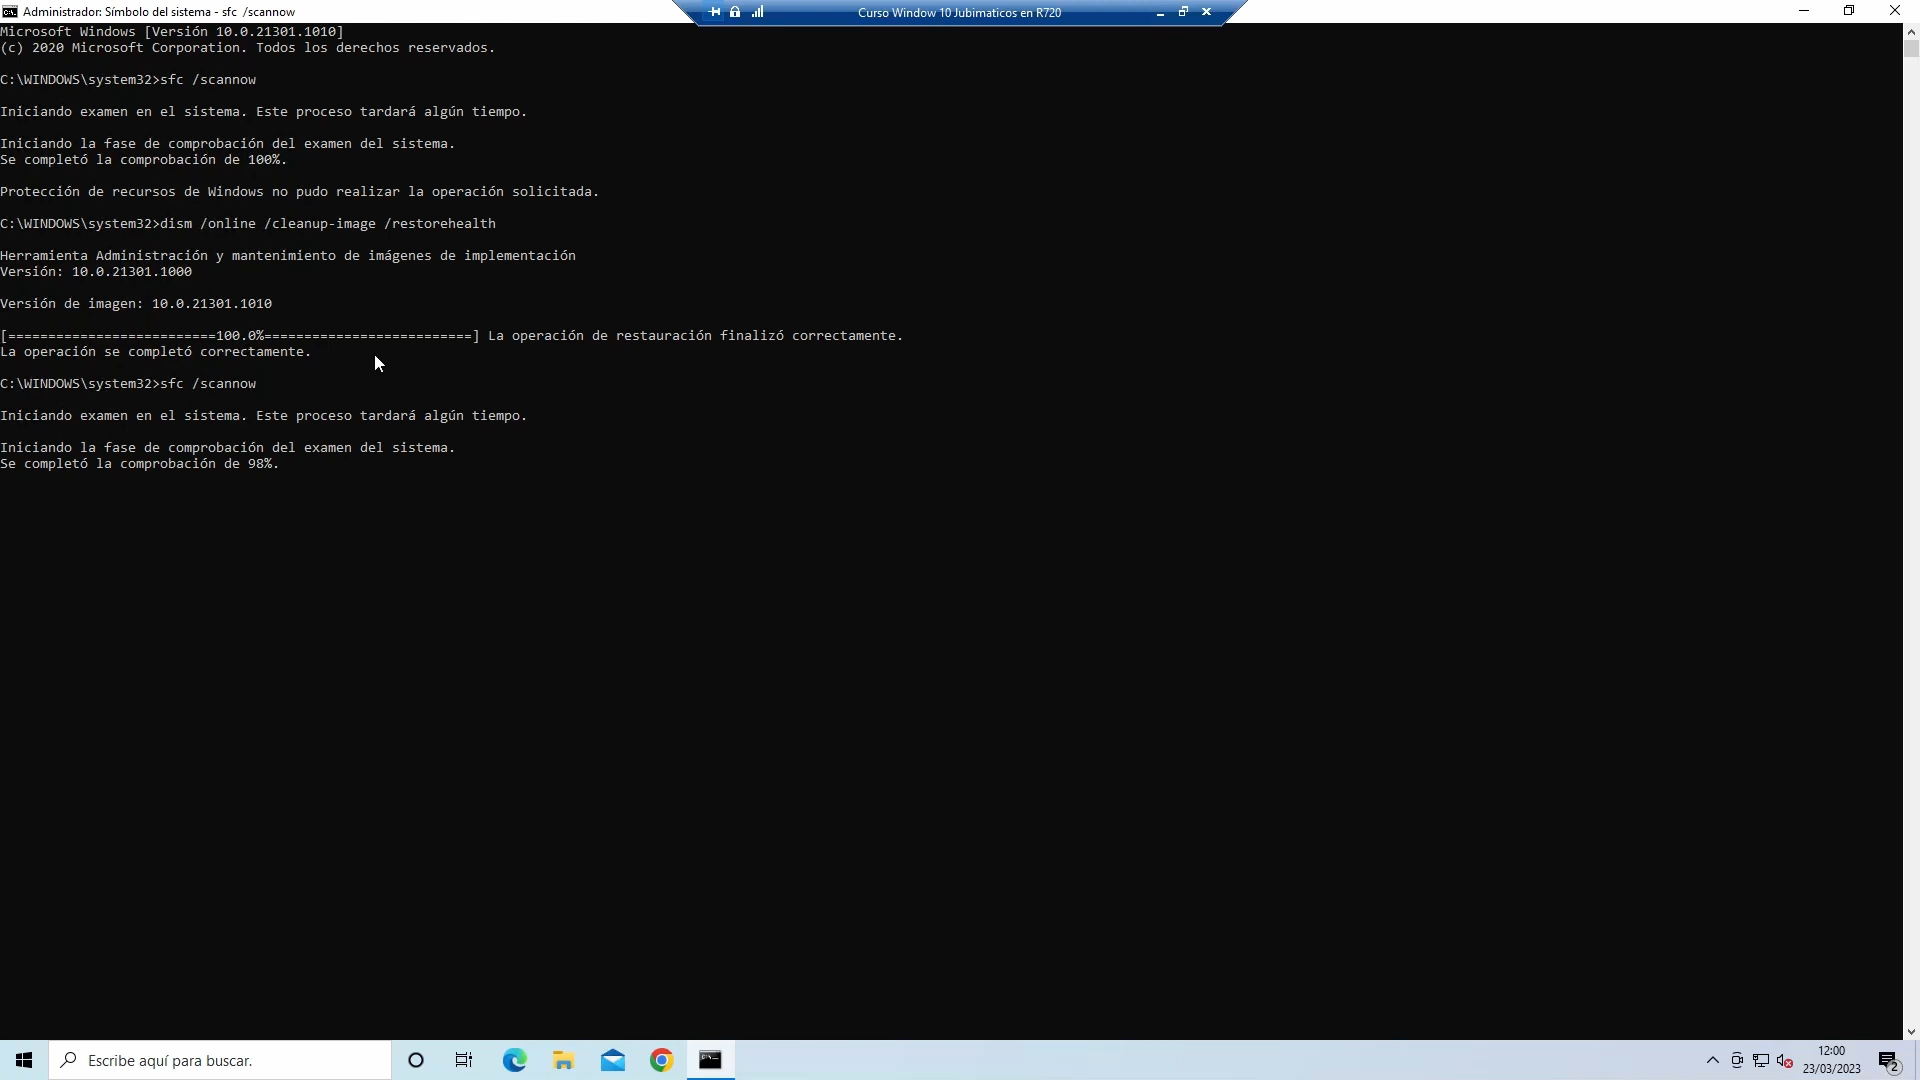 Administrador: Símbolo del sistema - sfc  /scannow
Curso Window 10 Jubimaticos en R720
Microsoft Windows [Versión 10.0.21301.1010]
(c) 2020 Microsoft Corporation. Todos los derechos reservados.
C:\WINDOWS\system32>sfc /scannow
Iniciando examen en el sistema. Este proceso tardará algún tiempo.
Iniciando la fase de comprobación del examen del sistema.
Se completó la comprobación de 100%.
Protección de recursos de Windows no pudo realizar la operación solicitada.
C:\WINDOWS\system32>dism /online /cleanup-image /restorehealth
Herramienta Administración y mantenimiento de imágenes de implementación
Versión: 10.0.21301.1000
Versión de imagen: 10.0.21301.1010
[==========================100.0%==========================] La operación de restauración finalizó correctamente.
La operación se completó correctamente.
C:\WINDOWS\system32>sfc /scannow
Iniciando examen en el sistema. Este proceso tardará algún tiempo.
Iniciando la fase de comprobación del examen del sistema.
Se completó la comprobación de 98%.
Escribe aquí para buscar.
12:00
23/03/2023
2